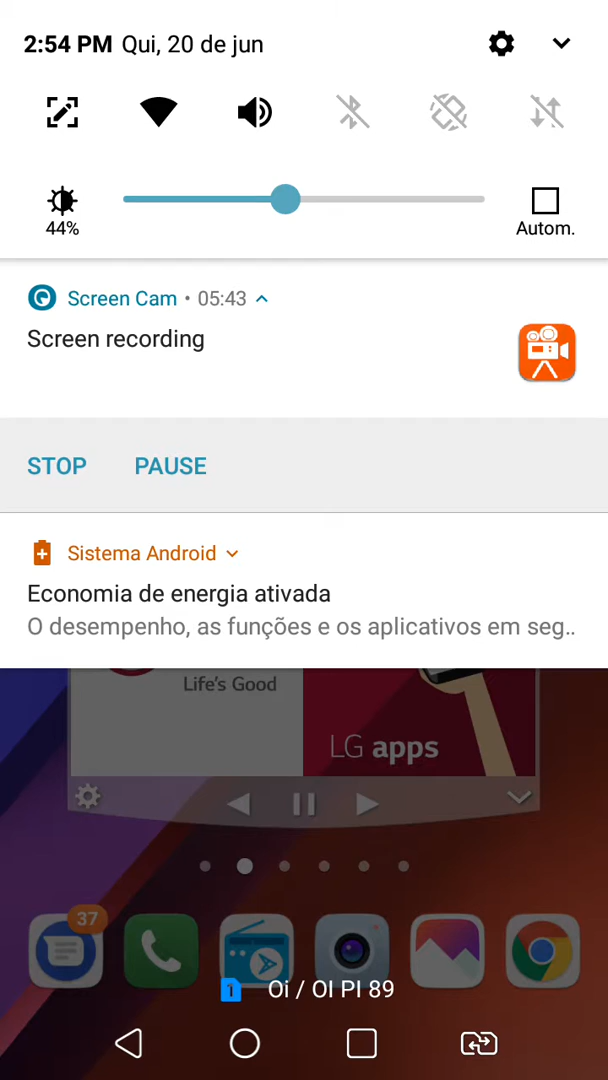 2:54 PM Qui, 20 de jun
44%
Autom.
Screen Cam • 05:43
Screen recording
STOP PAUSE
Sistema Android
Economia de energia ativada
O desempenho, as funções e os aplicativos em seg..
Life's Good
LG apps
37
1 Oi / OI PI 89